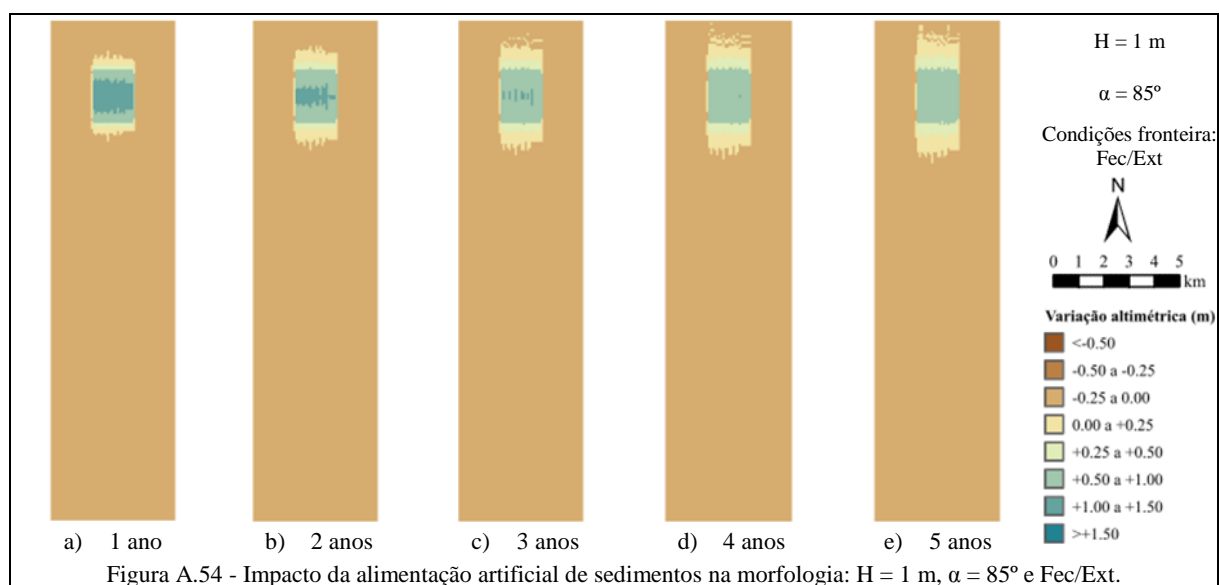 H = 1 m
α = 85º
Condições fronteira:
Fec/Ext
N
0 1 2 3 4 5
km
Variação altimétrica (m)
<-0.50
-0.50 a -0.25
-0.25 a 0.00
0.00 a +0.25
+0.25 a +0.50
+0.50 a +1.00
+1.00 a +1.50
>+1.50
a) 1 ano b) 2 anos c) 3 anos d) 4 anos e) 5 anos
Figura A.54 - Impacto da alimentação artificial de sedimentos na morfologia: H = 1 m, α = 85º e Fec/Ext.